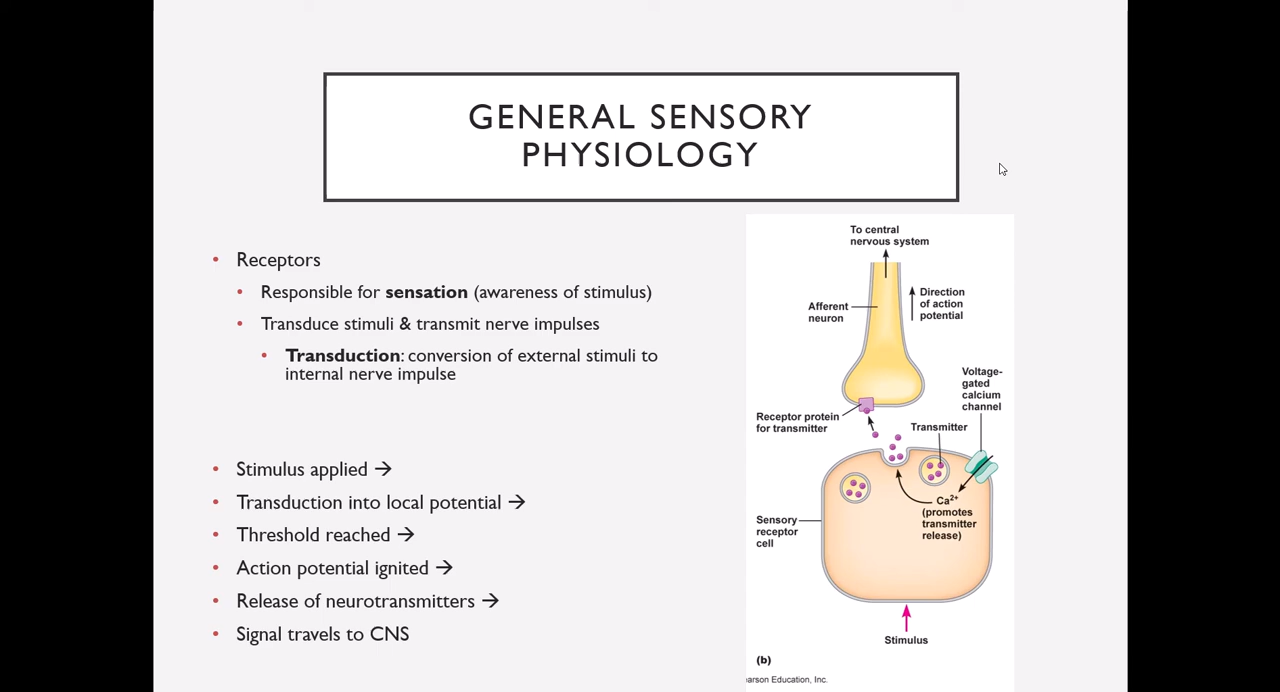 GENERAL SENSORY
PHYSIOLOGY
• Receptors
• Responsible for sensation (awareness of stimulus)
• Transduce stimuli & transmit nerve impulses
• Transduction: conversion of external stimuli to
internal nerve impulse
• Stimulus applied →
• Transduction into local potential →
• Threshold reached →
• Action potential ignited →
• Release of neurotransmitters →
• Signal travels to CNS
To central
nervous system
Afferent
neuron
Direction
of action
potential
Voltage-
gated
calcium
channel
Receptor protein
for transmitter
Transmitter
Ca²⁺
(promotes
transmitter
release)
Sensory
receptor
cell
Stimulus
(b)
earson Education, Inc.